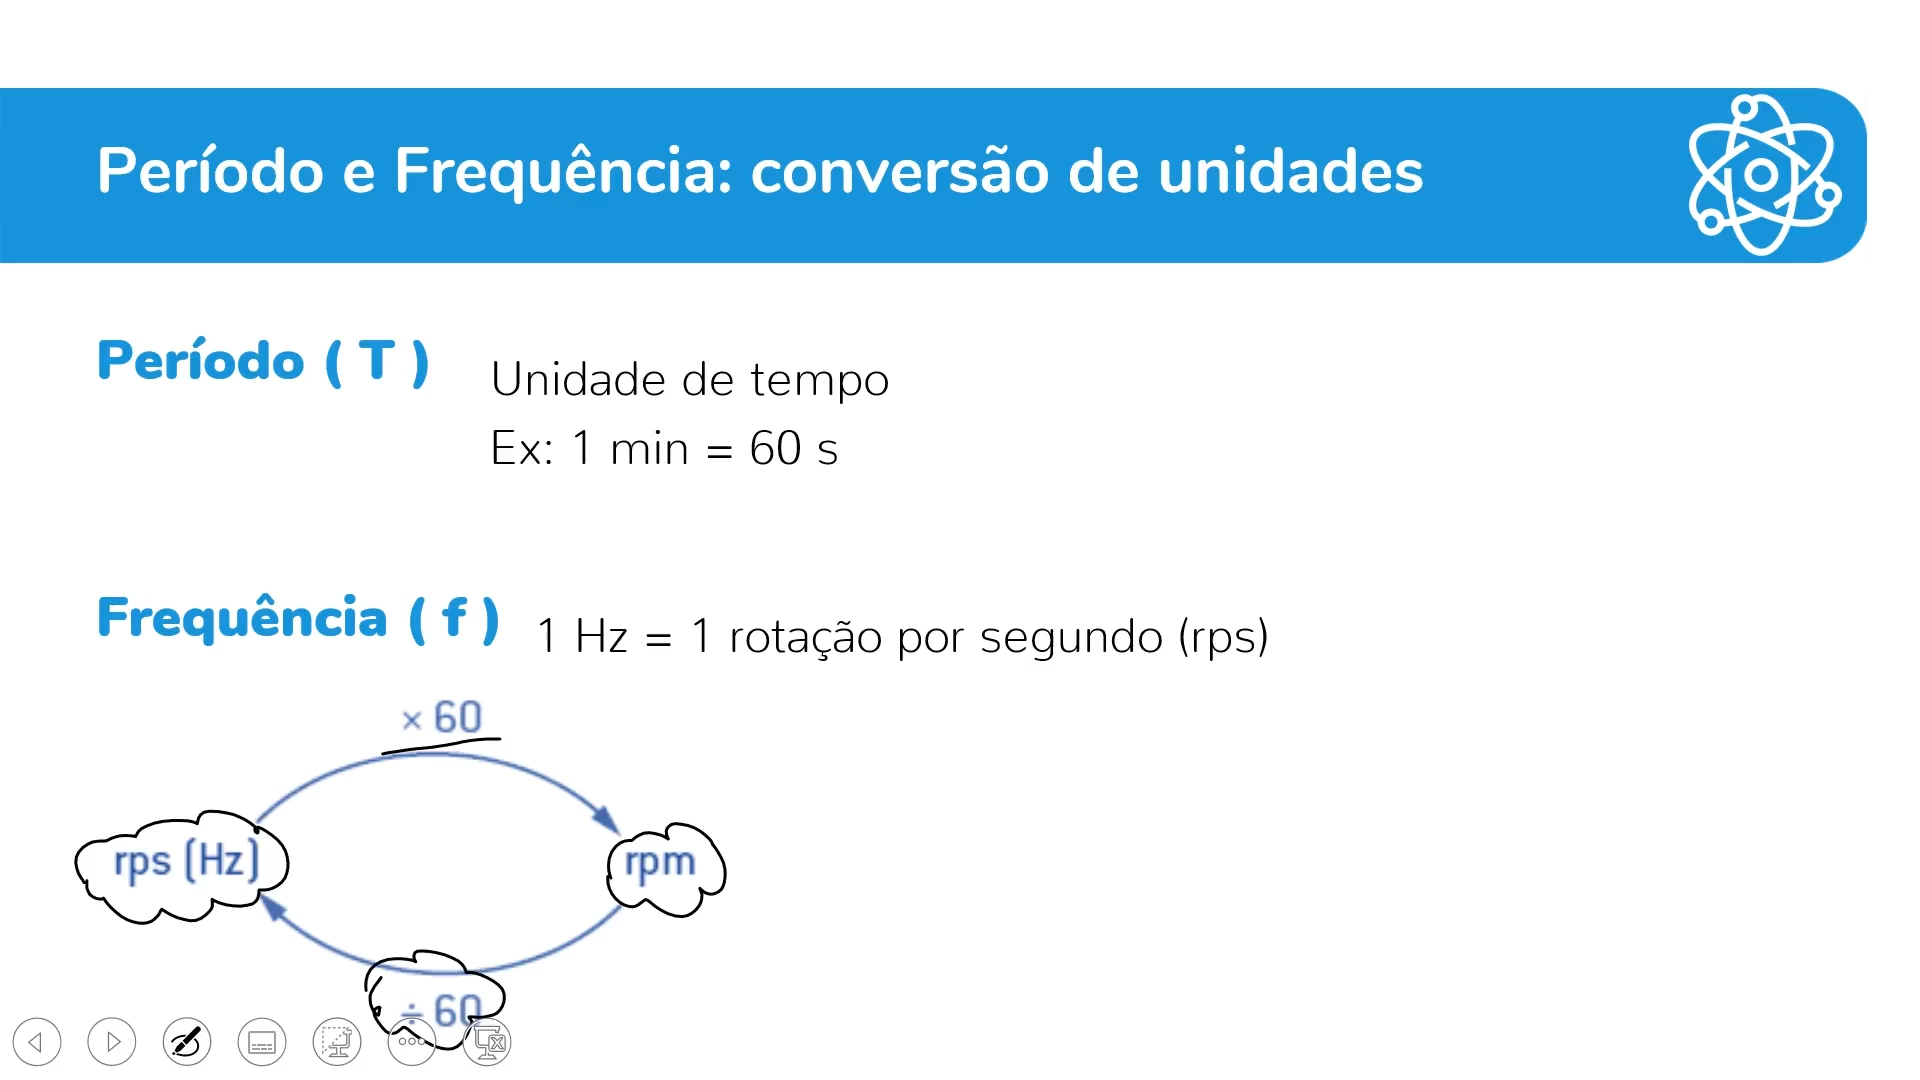 Período e Frequência: conversão de unidades
Período ( T )
Unidade de tempo
Ex: 1 min = 60 s
Frequência ( f )
1 Hz = 1 rotação por segundo (rps)
× 60
rps (Hz)
rpm
÷ 60